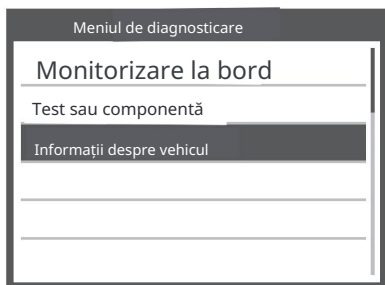 Meniul de diagnosticare
Monitorizare la bord
Test sau componentă
Informații despre vehicul